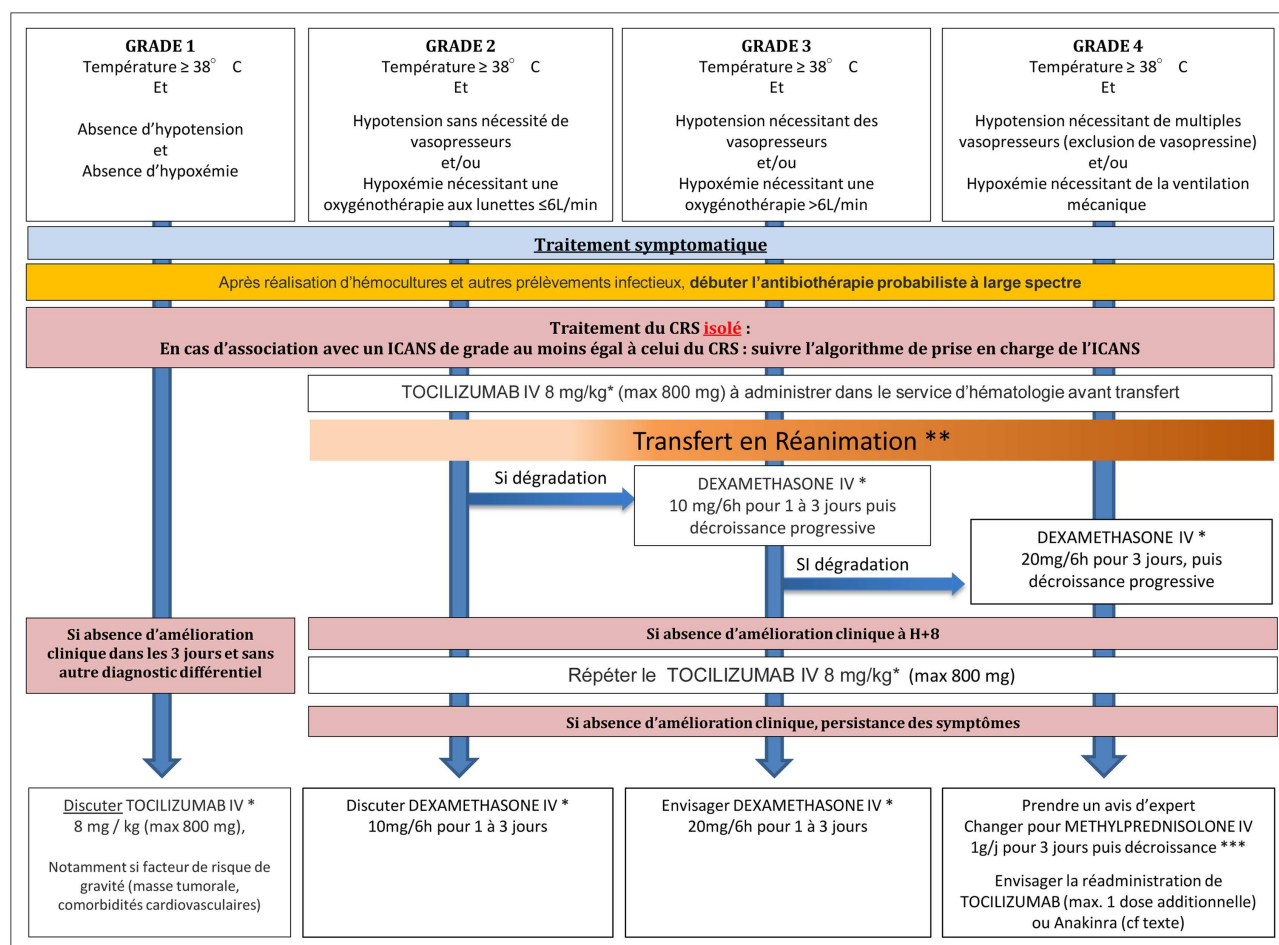 GRADE 1
Température ≥ 38° C
Et
Absence d'hypotension
et
Absence d'hypoxémie
GRADE 2
Température ≥ 38° C
Et
Hypotension sans nécessité de
vasopresseurs
et/ou
Hypoxémie nécessitant une
oxygénothérapie aux lunettes ≤6L/min
GRADE 3
Température ≥ 38° C
Et
Hypotension nécessitant des
vasopresseurs
et/ou
Hypoxémie nécessitant une
oxygénothérapie >6L/min
GRADE 4
Température ≥ 38° C
Et
Hypotension nécessitant de multiples
vasopresseurs (exclusion de vasopressine)
et/ou
Hypoxémie nécessitant de la ventilation
mécanique
Traitement symptomatique
Après réalisation d'hémocultures et autres prélèvements infectieux, débuter l'antibiothérapie probabiliste à large spectre
Traitement du CRS isolé :
En cas d'association avec un ICANS de grade au moins égal à celui du CRS : suivre l'algorithme de prise en charge de l'ICANS
TOCILIZUMAB IV 8 mg/kg* (max 800 mg) à administrer dans le service d'hématologie avant transfert
Transfert en Réanimation **
Si dégradation
DEXAMETHASONE IV *
10 mg/6h pour 1 à 3 jours puis
décroissance progressive
SI dégradation
DEXAMETHASONE IV *
20mg/6h pour 3 jours, puis
décroissance progressive
Si absence d'amélioration
clinique dans les 3 jours et sans
autre diagnostic différentiel
Si absence d'amélioration clinique à H+8
Répéter le TOCILIZUMAB IV 8 mg/kg* (max 800 mg)
Si absence d'amélioration clinique, persistance des symptômes
Discuter TOCILIZUMAB IV *
8 mg / kg (max 800 mg),
Notamment si facteur de risque de
gravité (masse tumorale,
comorbidités cardiovasculaires)
Discuter DEXAMETHASONE IV *
10mg/6h pour 1 à 3 jours
Envisager DEXAMETHASONE IV *
20mg/6h pour 1 à 3 jours
Prendre un avis d'expert
Changer pour METHYLPREDNISOLONE IV
1g/j pour 3 jours puis décroissance ***
Envisager la réadministration de
TOCILIZUMAB (max. 1 dose additionnelle)
ou Anakinra (cf texte)